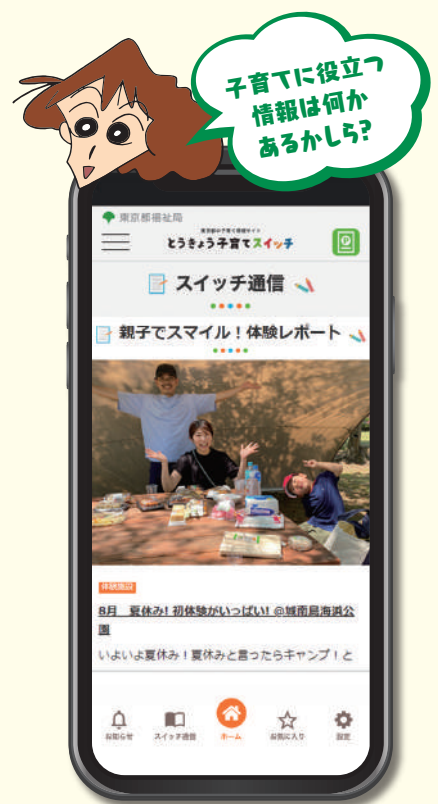 子育てに役立つ
情報は何か
あるかしら?
東京都福祉局
東京都の子育て情報サイト
とうきょう子育てスイッチ
スイッチ通信
親子でスマイル！体験レポート
体験施設
8月 夏休み! 初体験がいっぱい! @城南島海浜公
園
いよいよ夏休み！夏休みと言ったらキャンプ！と
お知らせ
スイッチ通信
ホーム
お気に入り
設定